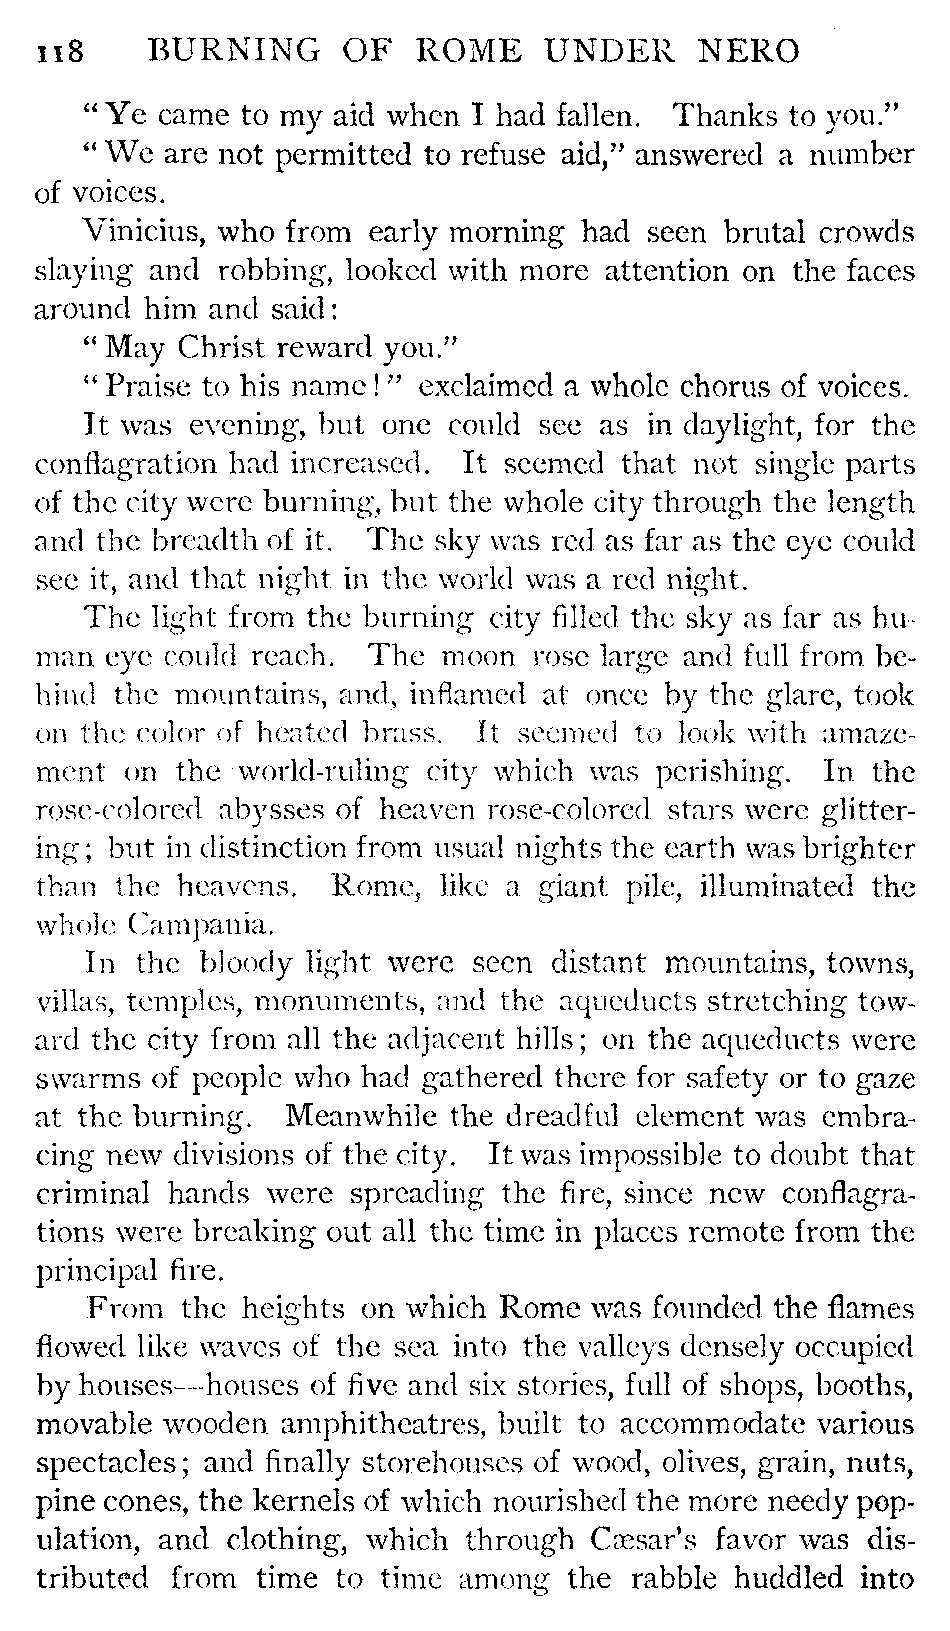 118 BURNING OF ROME UNDER NERO
“Ye came to my aid when I had fallen. Thanks to you.”
“We are not permitted to refuse aid,” answered a number
of voices.
Vinicius, who from early morning had seen brutal crowds
slaying and robbing, looked with more attention on the faces
around him and said:
“May Christ reward you.”
“Praise to his name!” exclaimed a whole chorus of voices.
It was evening, but one could see as in daylight, for the
conflagration had increased. It seemed that not single parts
of the city were burning, but the whole city through the length
and the breadth of it. The sky was red as far as the eye could
see it, and that night in the world was a red night.
The light from the burning city filled the sky as far as hu-
man eye could reach. The moon rose large and full from be-
hind the mountains, and, inflamed at once by the glare, took
on the color of heated brass. It seemed to look with amaze-
ment on the world-ruling city which was perishing. In the
rose-colored abysses of heaven rose-colored stars were glitter-
ing; but in distinction from usual nights the earth was brighter
than the heavens. Rome, like a giant pile, illuminated the
whole Campania.
In the bloody light were seen distant mountains, towns,
villas, temples, monuments, and the aqueducts stretching tow-
ard the city from all the adjacent hills; on the aqueducts were
swarms of people who had gathered there for safety or to gaze
at the burning. Meanwhile the dreadful element was embra-
cing new divisions of the city. It was impossible to doubt that
criminal hands were spreading the fire, since new conflagra-
tions were breaking out all the time in places remote from the
principal fire.
From the heights on which Rome was founded the flames
flowed like waves of the sea into the valleys densely occupied
by houses—houses of five and six stories, full of shops, booths,
movable wooden amphitheatres, built to accommodate various
spectacles; and finally storehouses of wood, olives, grain, nuts,
pine cones, the kernels of which nourished the more needy pop-
ulation, and clothing, which through Cæsar's favor was dis-
tributed from time to time among the rabble huddled into